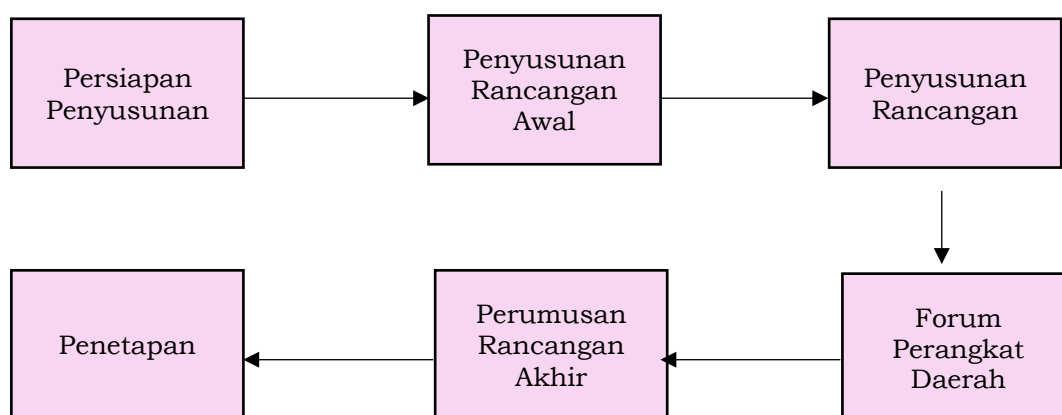 Persiapan
Penyusunan
Penyusunan
Rancangan
Awal
Penyusunan
Rancangan
Forum
Perangkat
Daerah
Perumusan
Rancangan
Akhir
Penetapan